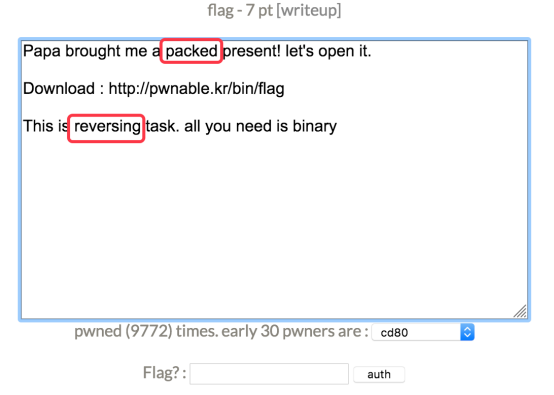 flag - 7 pt [writeup]
Papa brought me a packed present! let's open it.
Download : http://pwnable.kr/bin/flag
This is reversing task. all you need is binary
pwned (9772) times. early 30 pwners are : cd80
Flag? : auth